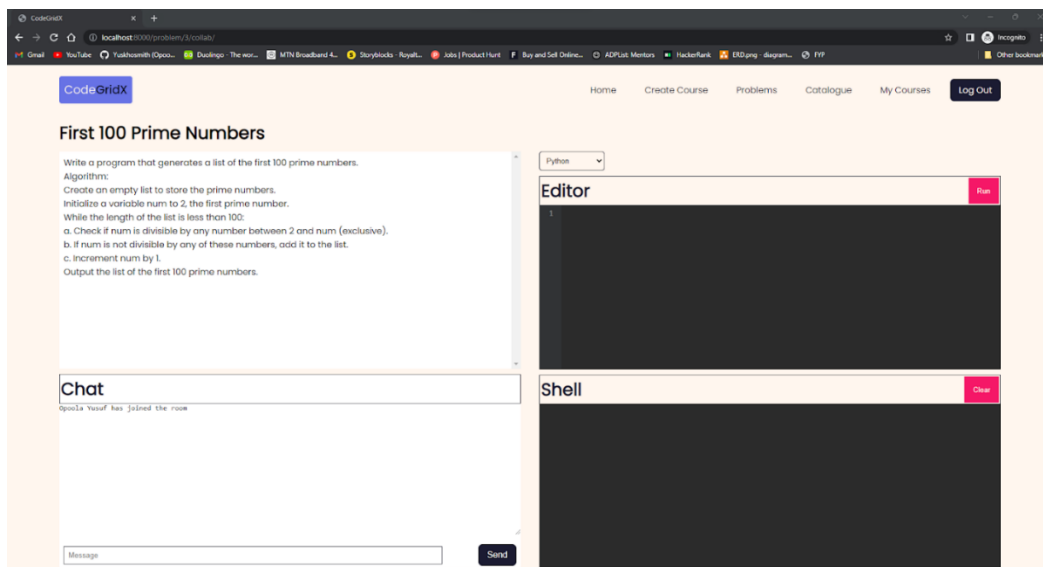 CodeGridX
localhost:8000/problem/3/collab/
Incognito
Gmail
YouTube
Yuskhosmith (Opoo...
Duolingo - The wor...
MTN Broadband 4...
Storyblocks - Royalt...
Jobs | Product Hunt
Buy and Sell Online...
ADPList Mentors
HackerRank
ERD.png - diagram...
FYP
Other bookmark
CodeGridX
Home
Create Course
Problems
Catalogue
My Courses
Log Out
First 100 Prime Numbers
Write a program that generates a list of the first 100 prime numbers.
Algorithm:
Create an empty list to store the prime numbers.
Initialize a variable num to 2, the first prime number.
While the length of the list is less than 100:
a. Check if num is divisible by any number between 2 and num (exclusive).
b. If num is not divisible by any of these numbers, add it to the list.
c. Increment num by 1.
Output the list of the first 100 prime numbers.
Python
Editor
Run
1
Chat
Opoola Yusuf has joined the room
Message
Send
Shell
Clear